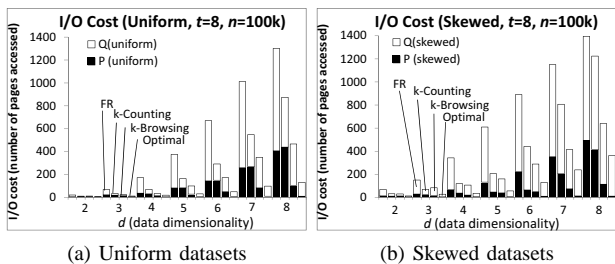 I/O Cost (Uniform, t=8, n=100k)
I/O cost (number of pages accessed)
1400
1200
1000
800
600
400
200
0
Q(uniform)
P (uniform)
FR
k-Counting
k-Browsing
Optimal
2 3 4 5 6 7 8
d (data dimensionality)
(a) Uniform datasets
I/O Cost (Skewed, t=8, n=100k)
I/O cost (number of pages accessed)
1400
1200
1000
800
600
400
200
0
Q(skewed)
P (skewed)
FR
k-Counting
k-Browsing
Optimal
2 3 4 5 6 7 8
d (data dimensionality)
(b) Skewed datasets